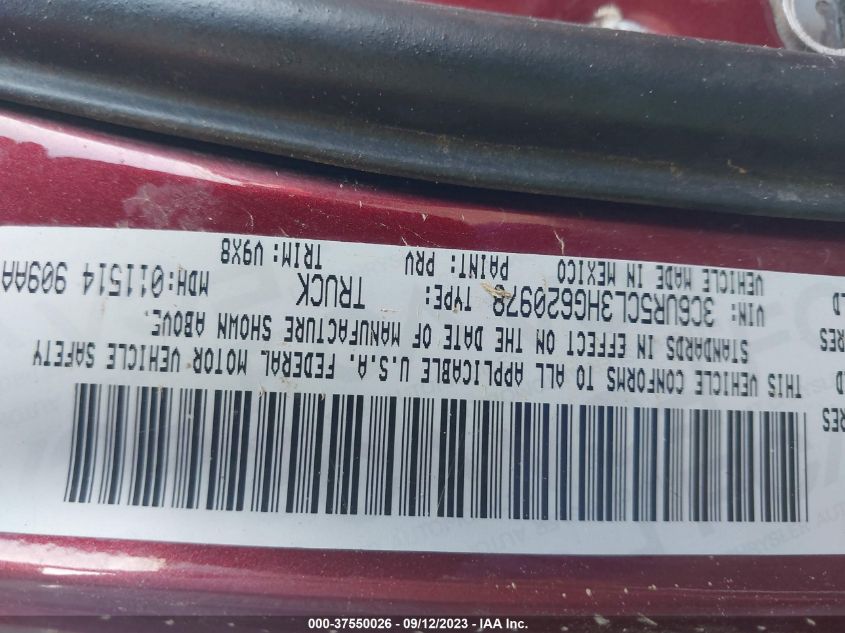 THIS VEHICLE CONFORMS TO ALL APPLICABLE U.S.A. FEDERAL MOTOR VEHICLE SAFETY
STANDARDS IN EFFECT ON THE DATE OF MANUFACTURE SHOWN ABOVE.
VIN: 3C6UR5CL3HG620978 TYPE: TRUCK MDH:011514 909AA
VEHICLE MADE IN MEXICO PAINT: PRV TRIM: V9X8
000-37550026 - 09/12/2023 - IAA Inc.